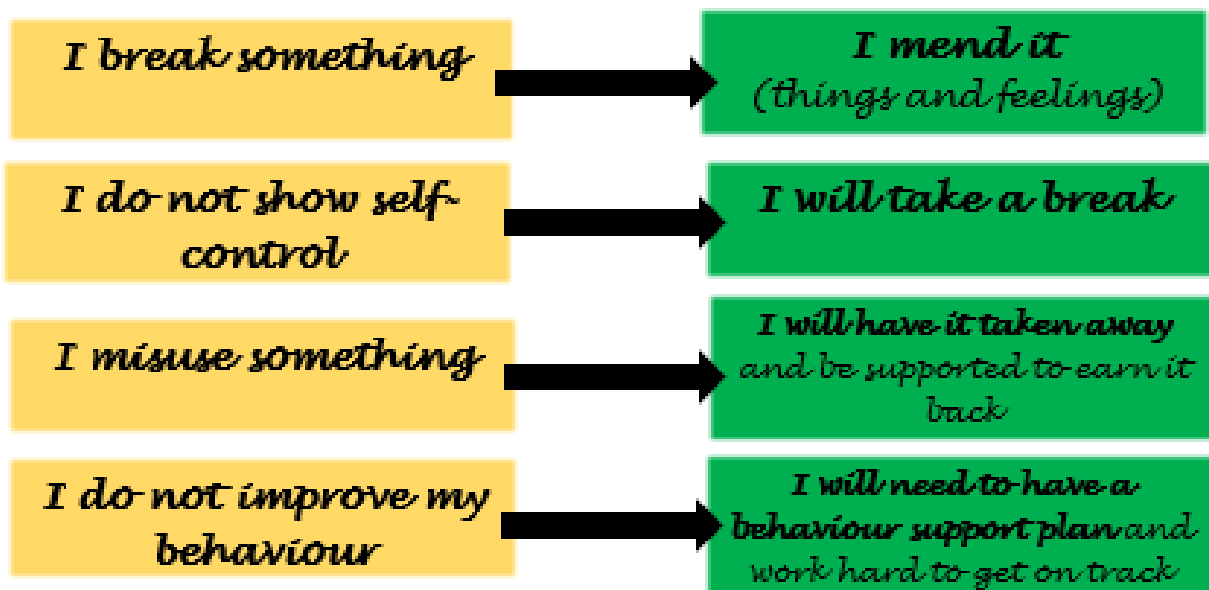 I break something
I mend it
(things and feelings)
I do not show self-
control
I will take a break
I misuse something
I will have it taken away
and be supported to earn it
back
I do not improve my
behaviour
I will need to have a
behaviour support plan and
work hard to get on track